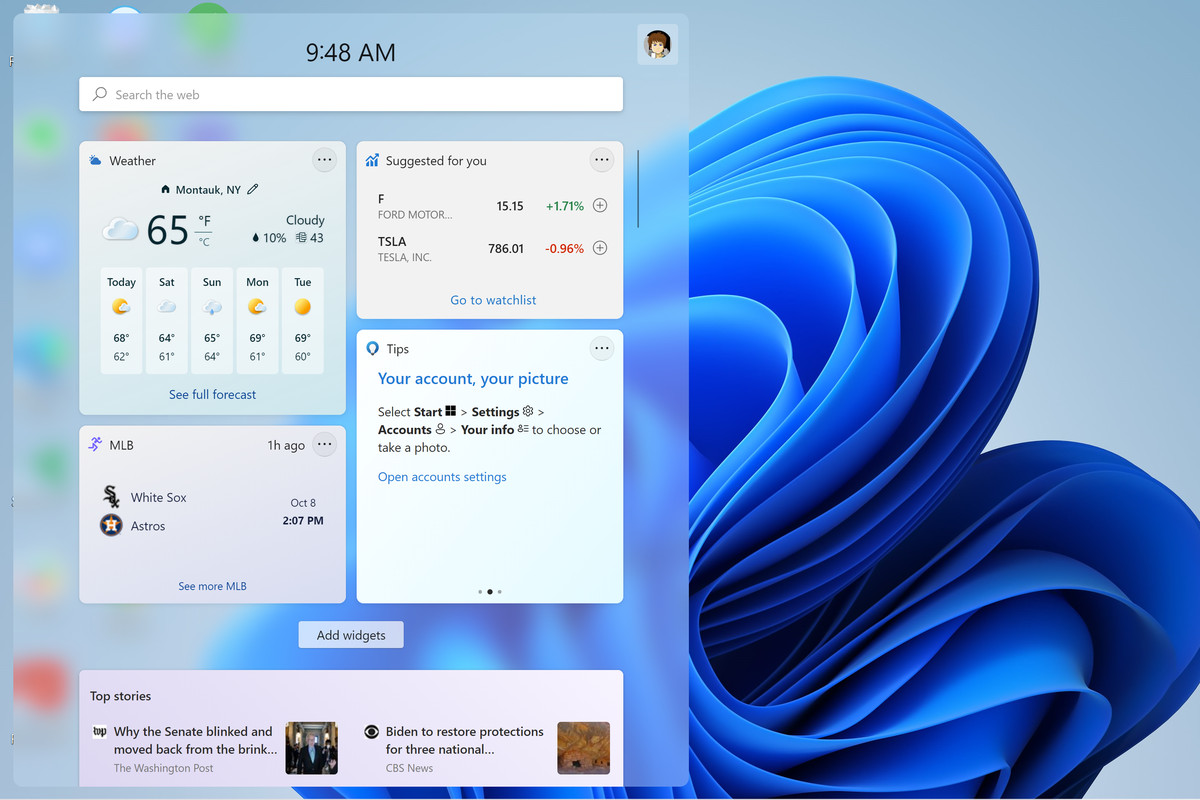 9:48 AM
Search the web
Weather
Montauk, NY
65 °F
°C
Cloudy
10% 43
Today Sat Sun Mon Tue
68° 64° 65° 69° 69°
62° 61° 64° 61° 60°
See full forecast
Suggested for you
F 15.15 +1.71%
FORD MOTOR...
TSLA 786.01 -0.96%
TESLA, INC.
Go to watchlist
MLB 1h ago
White Sox
Astros
Oct 8
2:07 PM
See more MLB
Tips
Your account, your picture
Select Start > Settings >
Accounts > Your info to choose or
take a photo.
Open accounts settings
Add widgets
Top stories
wp
Why the Senate blinked and
moved back from the brink...
The Washington Post
Biden to restore protections
for three national...
CBS News